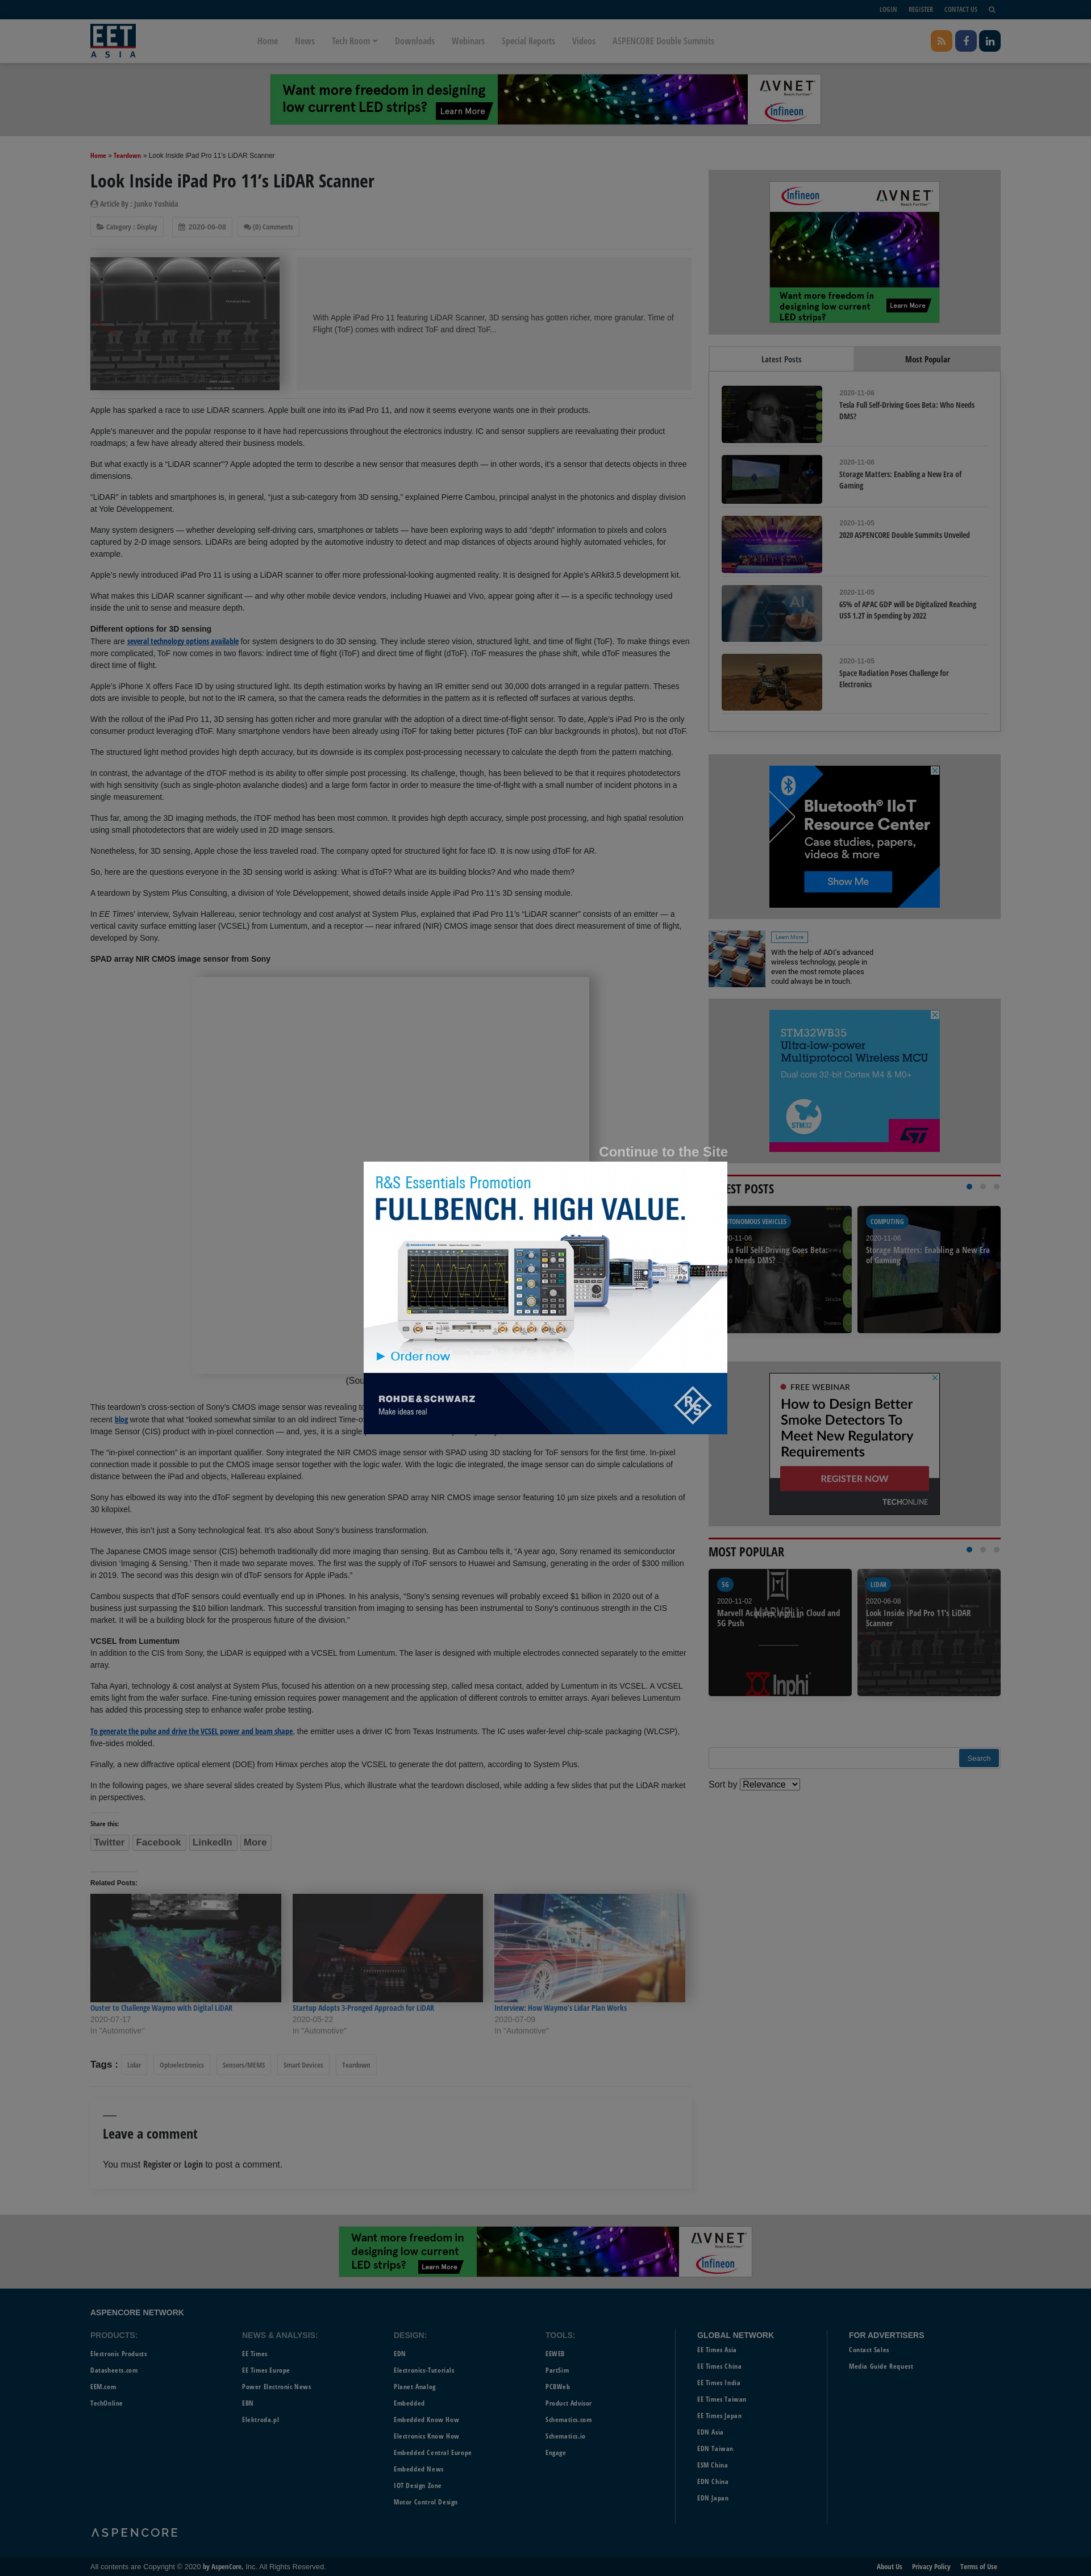 LOGIN REGISTER CONTACT US
EET
ASIA
Home News Tech Room Downloads Webinars Special Reports Videos ASPENCORE Double Summits
Want more freedom in designing
low current LED strips?
Learn More
AVNET
Reach Further
infineon
Home » Teardown » Look Inside iPad Pro 11's LiDAR Scanner
Look Inside iPad Pro 11’s LiDAR Scanner
Article By : Junko Yoshida
Category : Display 2020-06-08 (0) Comments
With Apple iPad Pro 11 featuring LiDAR Scanner, 3D sensing has gotten richer, more granular. Time of
Flight (ToF) comes with indirect ToF and direct ToF...
Apple has sparked a race to use LiDAR scanners. Apple built one into its iPad Pro 11, and now it seems everyone wants one in their products.
Apple’s maneuver and the popular response to it have had repercussions throughout the electronics industry. IC and sensor suppliers are reevaluating their product
roadmaps; a few have already altered their business models.
But what exactly is a “LiDAR scanner”? Apple adopted the term to describe a new sensor that measures depth — in other words, it’s a sensor that detects objects in three
dimensions.
“LiDAR” in tablets and smartphones is, in general, “just a sub-category from 3D sensing,” explained Pierre Cambou, principal analyst in the photonics and display division
at Yole Développement.
Many system designers — whether developing self-driving cars, smartphones or tablets — have been exploring ways to add “depth” information to pixels and colors
captured by 2-D image sensors. LiDARs are being adopted by the automotive industry to detect and map distances of objects around highly automated vehicles, for
example.
Apple’s newly introduced iPad Pro 11 is using a LiDAR scanner to offer more professional-looking augmented reality. It is designed for Apple’s ARkit3.5 development kit.
What makes this LiDAR scanner significant — and why other mobile device vendors, including Huawei and Vivo, appear going after it — is a specific technology used
inside the unit to sense and measure depth.
Different options for 3D sensing
There are several technology options available for system designers to do 3D sensing. They include stereo vision, structured light, and time of flight (ToF). To make things even
more complicated, ToF now comes in two flavors: indirect time of flight (iToF) and direct time of flight (dToF). iToF measures the phase shift, while dToF measures the
direct time of flight.
Apple’s iPhone X offers Face ID by using structured light. Its depth estimation works by having an IR emitter send out 30,000 dots arranged in a regular pattern. Theses
dots are invisible to people, but not to the IR camera, so that the camera reads the deformities in the pattern as it is reflected off surfaces at various depths.
With the rollout of the iPad Pro 11, 3D sensing has gotten richer and more granular with the adoption of a direct time-of-flight sensor. To date, Apple’s iPad Pro is the only
consumer product leveraging dToF. Many smartphone vendors have been already using iToF for taking better pictures (ToF can blur backgrounds in photos), but not dToF.
The structured light method provides high depth accuracy, but its downside is its complex post-processing necessary to calculate the depth from the pattern matching.
In contrast, the advantage of the dTOF method is its ability to offer simple post processing. Its challenge, though, has been believed to be that it requires photodetectors
with high sensitivity (such as single-photon avalanche diodes) and a large form factor in order to measure the time-of-flight with a small number of incident photons in a
single measurement.
Thus far, among the 3D imaging methods, the iTOF method has been most common. It provides high depth accuracy, simple post processing, and high spatial resolution
using small photodetectors that are widely used in 2D image sensors.
Nonetheless, for 3D sensing, Apple chose the less traveled road. The company opted for structured light for face ID. It is now using dToF for AR.
So, here are the questions everyone in the 3D sensing world is asking: What is dToF? What are its building blocks? And who made them?
A teardown by System Plus Consulting, a division of Yole Développement, showed details inside Apple iPad Pro 11’s 3D sensing module.
In EE Times’ interview, Sylvain Hallereau, senior technology and cost analyst at System Plus, explained that iPad Pro 11’s “LiDAR scanner” consists of an emitter — a
vertical cavity surface emitting laser (VCSEL) from Lumentum, and a receptor — near infrared (NIR) CMOS image sensor that does direct measurement of time of flight,
developed by Sony.
SPAD array NIR CMOS image sensor from Sony
(Sou
This teardown’s cross-section of Sony’s CMOS image sensor was revealing to
recent blog wrote that what “looked somewhat similar to an old indirect Time-o
Image Sensor (CIS) product with in-pixel connection — and, yes, it is a single
The “in-pixel connection” is an important qualifier. Sony integrated the NIR CMOS image sensor with SPAD using 3D stacking for ToF sensors for the first time. In-pixel
connection made it possible to put the CMOS image sensor together with the logic wafer. With the logic die integrated, the image sensor can do simple calculations of
distance between the iPad and objects, Hallereau explained.
Sony has elbowed its way into the dToF segment by developing this new generation SPAD array NIR CMOS image sensor featuring 10 µm size pixels and a resolution of
30 kilopixel.
However, this isn’t just a Sony technological feat. It’s also about Sony’s business transformation.
The Japanese CMOS image sensor (CIS) behemoth traditionally did more imaging than sensing. But as Cambou tells it, “A year ago, Sony renamed its semiconductor
division ‘Imaging & Sensing.’ Then it made two separate moves. The first was the supply of iToF sensors to Huawei and Samsung, generating in the order of $300 million
in 2019. The second was this design win of dToF sensors for Apple iPads.”
Cambou suspects that dToF sensors could eventually end up in iPhones. In his analysis, “Sony’s sensing revenues will probably exceed $1 billion in 2020 out of a
business just surpassing the $10 billion mark. This successful transition from imaging to sensing has been instrumental to Sony’s continuous strength in the CIS
market. It will be a building block for the prosperous future of the division.”
VCSEL from Lumentum
In addition to the CIS from Sony, the LiDAR is equipped with a VCSEL from Lumentum. The laser is designed with multiple electrodes connected separately to the emitter
array.
Taha Ayari, technology & cost analyst at System Plus, focused his attention on a new processing step, called mesa contact, added by Lumentum in its VCSEL. A VCSEL
emits light from the wafer surface. Fine-tuning emission requires power management and the application of different controls to emitter arrays. Ayari believes Lumentum
has added this processing step to enhance wafer probe testing.
To generate the pulse and drive the VCSEL power and beam shape, the emitter uses a driver IC from Texas Instruments. The IC uses wafer-level chip-scale packaging (WLCSP),
five-sides molded.
Finally, a new diffractive optical element (DOE) from Himax perches atop the VCSEL to generate the dot pattern, according to System Plus.
In the following pages, we share several slides created by System Plus, which illustrate what the teardown disclosed, while adding a few slides that put the LiDAR market
in perspectives.
Share this:
Twitter Facebook LinkedIn More
Related Posts:
Ouster to Challenge Waymo with Digital LiDAR
2020-07-17
In "Automotive"
Startup Adopts 3-Pronged Approach for LiDAR
2020-05-22
In "Automotive"
Interview: How Waymo's Lidar Plan Works
2020-07-09
In "Automotive"
Tags : Lidar Optoelectronics Sensors/MEMS Smart Devices Teardown
Leave a comment
You must Register or Login to post a comment.
infineon
AVNET
Reach Further
Want more freedom in
designing low current
LED strips?
Learn More
Latest Posts Most Popular
2020-11-06
Tesla Full Self-Driving Goes Beta: Who Needs
DMS?
2020-11-06
Storage Matters: Enabling a New Era of
Gaming
2020-11-05
2020 ASPENCORE Double Summits Unveiled
AI
2020-11-05
65% of APAC GDP will be Digitalized Reaching
US$ 1.2T in Spending by 2022
2020-11-05
Space Radiation Poses Challenge for
Electronics
Bluetooth® IIoT
Resource Center
Case studies, papers,
videos & more
Show Me
Learn More
With the help of ADI's advanced
wireless technology, people in
even the most remote places
could always be in touch.
STM32WB35
Ultra-low-power
Multiprotocol Wireless MCU
Dual core 32-bit Cortex M4 & M0+
STM32
ST
Continue to the Site
R&S Essentials Promotion
FULLBENCH. HIGH VALUE.
Order now
ROHDE&SCHWARZ
Make ideas real
R S
EST POSTS
UTONOMOUS VEHICLES
20-11-06
la Full Self-Driving Goes Beta:
o Needs DMS?
COMPUTING
2020-11-06
Storage Matters: Enabling a New Era
of Gaming
FREE WEBINAR
How to Design Better
Smoke Detectors To
Meet New Regulatory
Requirements
REGISTER NOW
TECHONLINE
MOST POPULAR
5G
2020-11-02
Marvell Acquires Inphi in Cloud and
5G Push
MARVELL
Inphi
LIDAR
2020-06-08
Look Inside iPad Pro 11's LiDAR
Scanner
Search
Sort by Relevance
Want more freedom in
designing low current
LED strips?
Learn More
AVNET
Reach Further
infineon
ASPENCORE NETWORK
PRODUCTS:
Electronic Products
Datasheets.com
EEM.com
TechOnline
NEWS & ANALYSIS:
EE Times
EE Times Europe
Power Electronic News
EBN
Elektroda.pl
DESIGN:
EDN
Electronics-Tutorials
Planet Analog
Embedded
Embedded Know How
Electronics Know How
Embedded Central Europe
Embedded News
IOT Design Zone
Motor Control Design
TOOLS:
EEWEB
PartSim
PCBWeb
Product Advisor
Schematics.com
Schematics.io
Engage
GLOBAL NETWORK
EE Times Asia
EE Times China
EE Times India
EE Times Taiwan
EE Times Japan
EDN Asia
EDN Taiwan
ESM China
EDN China
EDN Japan
FOR ADVERTISERS
Contact Sales
Media Guide Request
ASPENCORE
All contents are Copyright © 2020 by AspenCore, Inc. All Rights Reserved.
About Us Privacy Policy Terms of Use